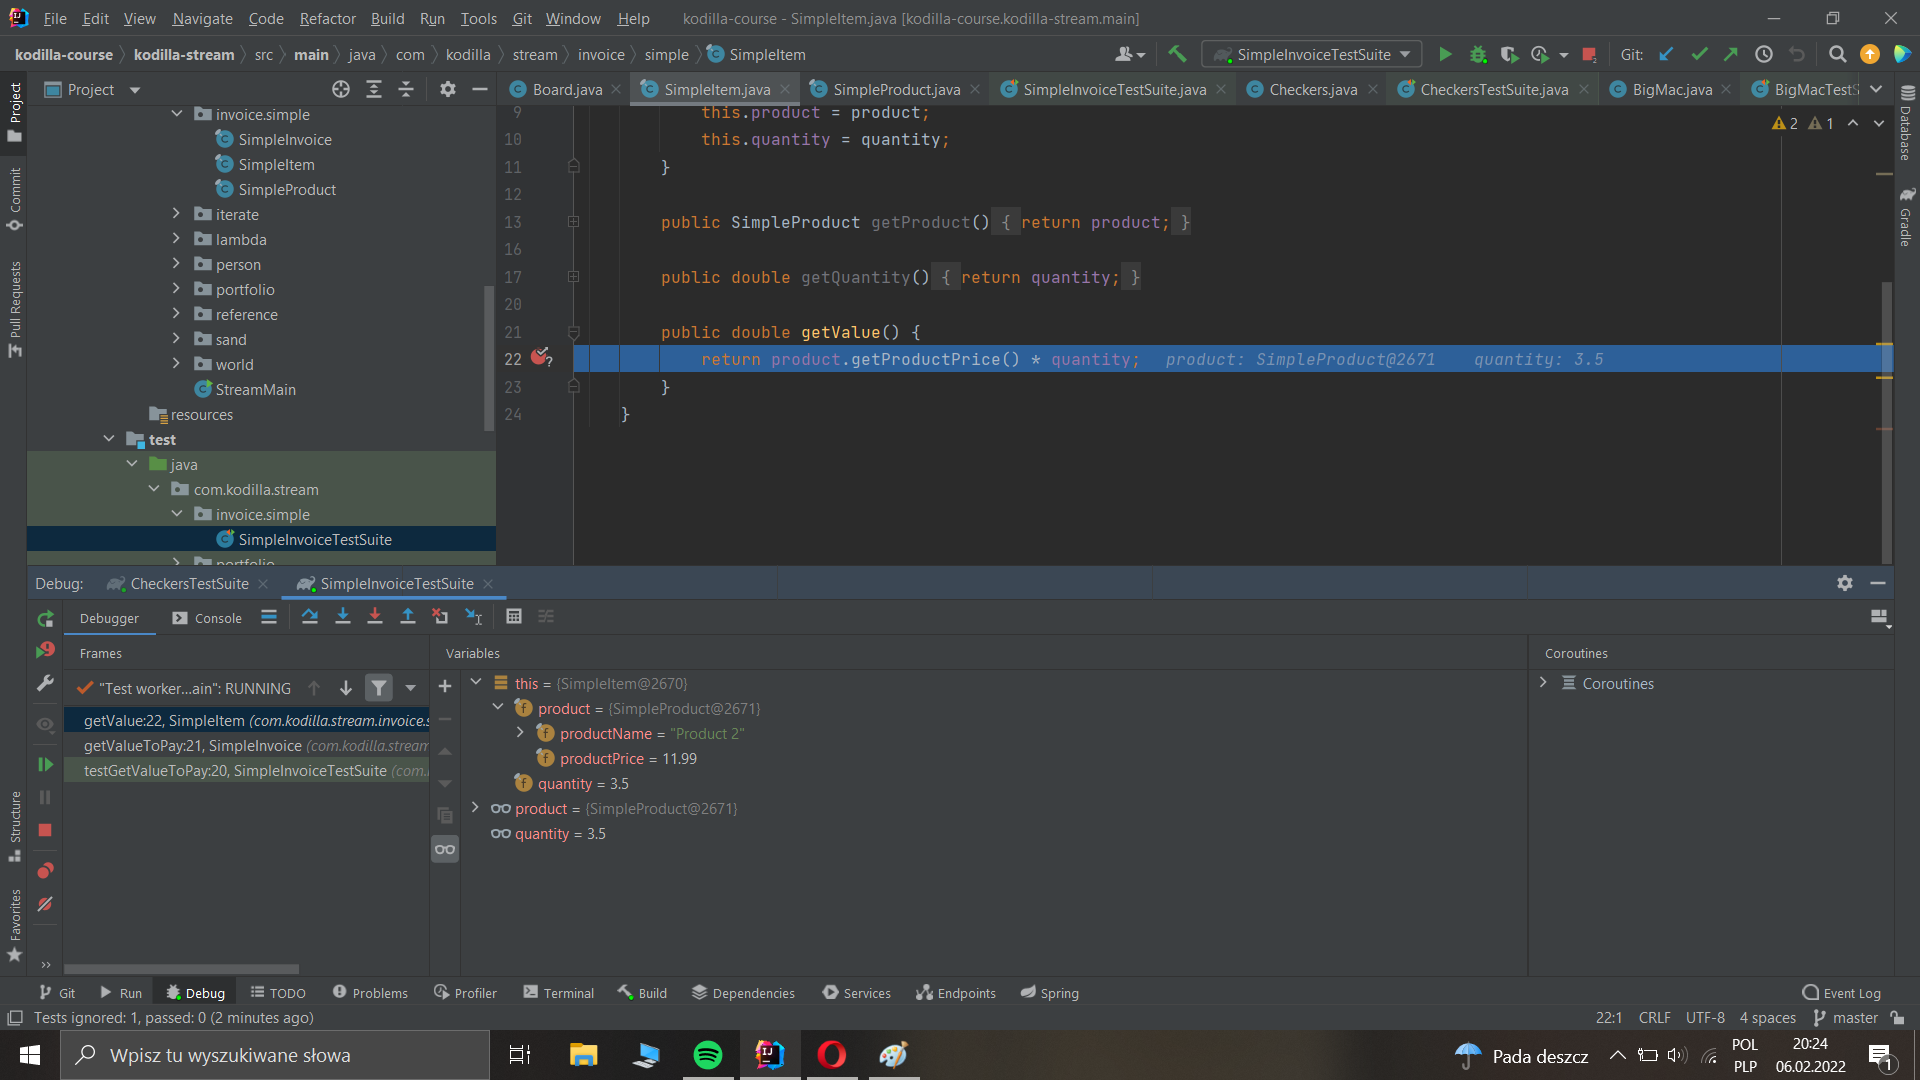 File Edit View Navigate Code Refactor Build Run Tools Git Window Help kodilla-course - SimpleItem.java [kodilla-course.kodilla-stream.main]
kodilla-course kodilla-stream src main java com kodilla stream invoice simple SimpleItem SimpleInvoiceTestSuite Git:
Project
Board.java SimpleItem.java SimpleProduct.java SimpleInvoiceTestSuite.java Checkers.java CheckersTestSuite.java BigMac.java BigMacTestS
invoice.simple
SimpleInvoice
SimpleItem
SimpleProduct
iterate
lambda
person
portfolio
reference
sand
world
StreamMain
resources
test
java
com.kodilla.stream
invoice.simple
SimpleInvoiceTestSuite
portfolio
9 this.product = product;
10 this.quantity = quantity;
11 }
12
13 public SimpleProduct getProduct() { return product; }
16
17 public double getQuantity() { return quantity; }
20
21 public double getValue() {
22 return product.getProductPrice() * quantity; product: SimpleProduct@2671 quantity: 3.5
23 }
24 }
2 1
Project
Commit
Pull Requests
Structure
Favorites
Database
Gradle
Debug: CheckersTestSuite SimpleInvoiceTestSuite
Debugger Console
Frames
"Test worker...ain": RUNNING
getValue:22, SimpleItem (com.kodilla.stream.invoice.s
getValueToPay:21, SimpleInvoice (com.kodilla.stream
testGetValueToPay:20, SimpleInvoiceTestSuite (com.
Variables
this = {SimpleItem@2670}
product = {SimpleProduct@2671}
productName = "Product 2"
productPrice = 11.99
quantity = 3.5
product = {SimpleProduct@2671}
quantity = 3.5
Coroutines
Coroutines
Git Run Debug TODO Problems Profiler Terminal Build Dependencies Services Endpoints Spring Event Log
Tests ignored: 1, passed: 0 (2 minutes ago) 22:1 CRLF UTF-8 4 spaces master
Wpisz tu wyszukiwane słowa Pada deszcz POL 20:24
PLP 06.02.2022 1